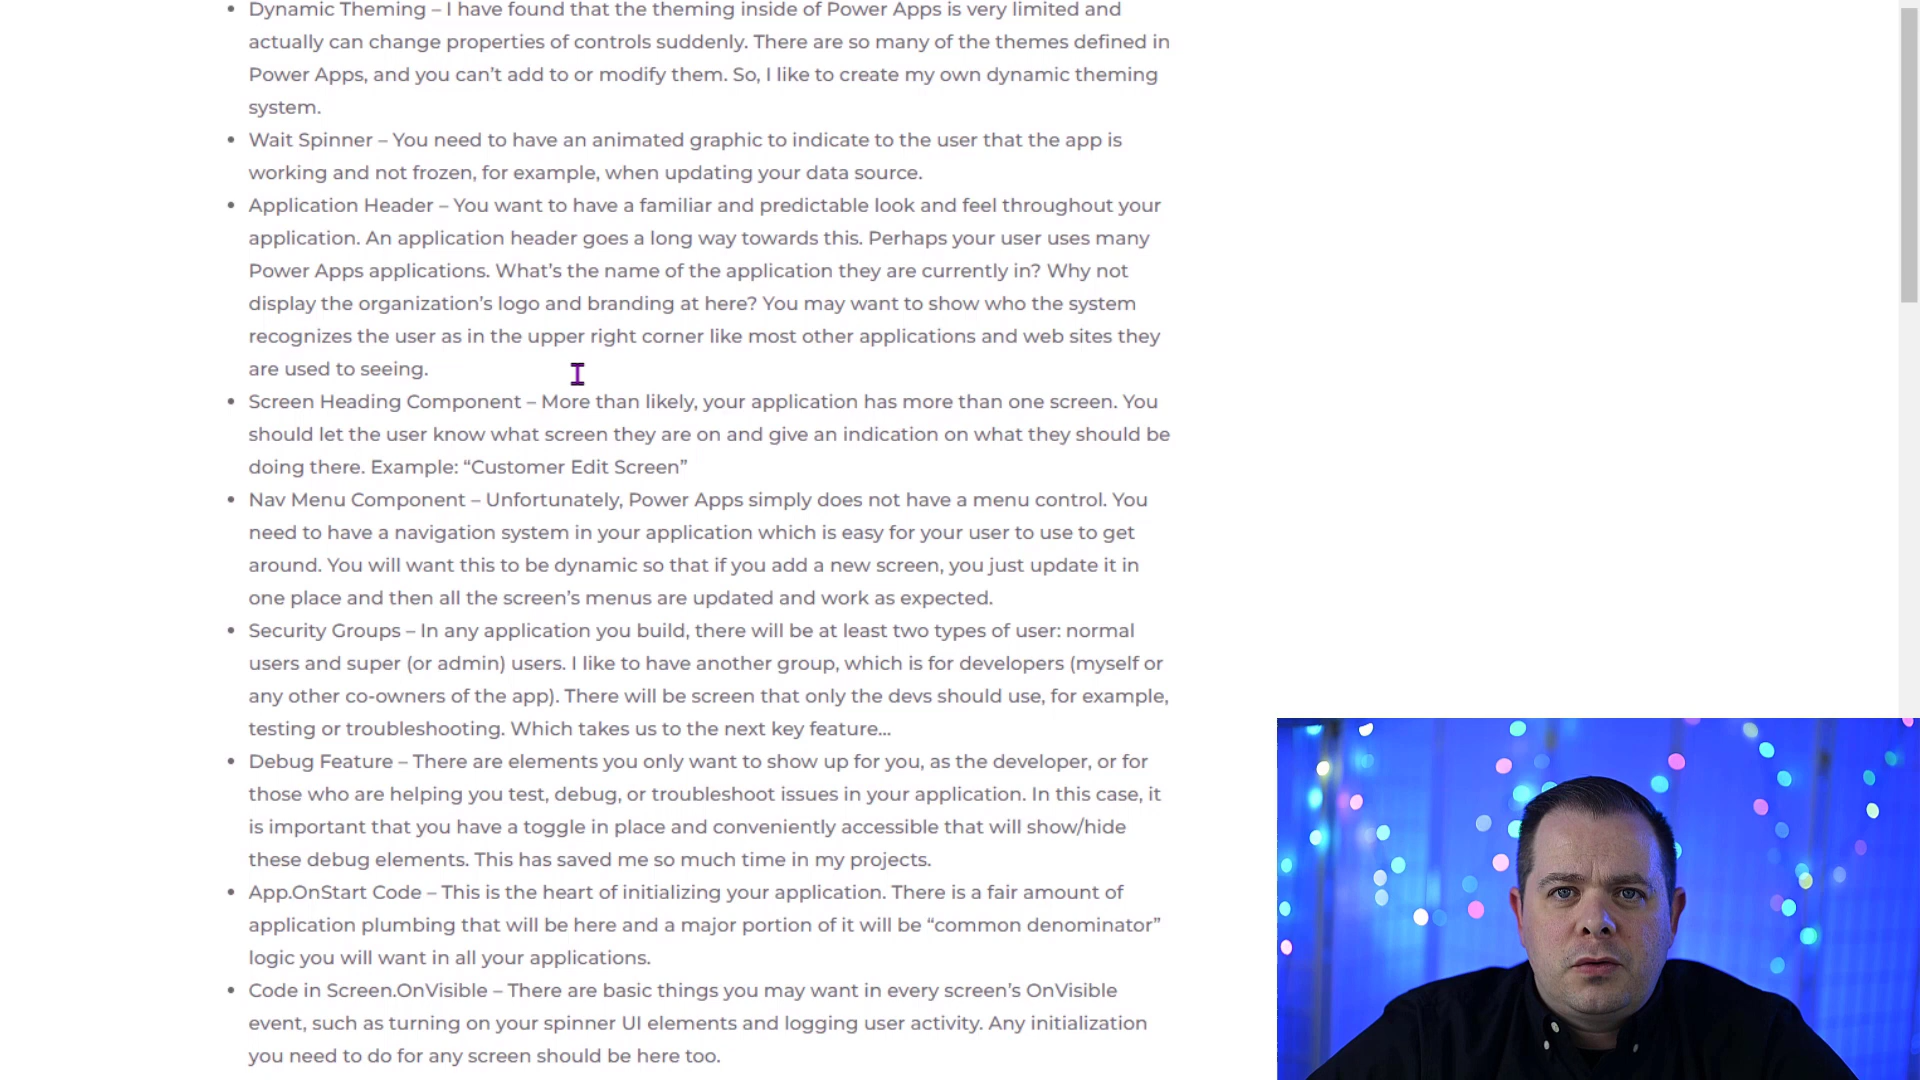 Dynamic Theming – I have found that the theming inside of Power Apps is very limited and
actually can change properties of controls suddenly. There are so many of the themes defined in
Power Apps, and you can’t add to or modify them. So, I like to create my own dynamic theming
system.
Wait Spinner – You need to have an animated graphic to indicate to the user that the app is
working and not frozen, for example, when updating your data source.
Application Header – You want to have a familiar and predictable look and feel throughout your
application. An application header goes a long way towards this. Perhaps your user uses many
Power Apps applications. What’s the name of the application they are currently in? Why not
display the organization’s logo and branding at here? You may want to show who the system
recognizes the user as in the upper right corner like most other applications and web sites they
are used to seeing.
Screen Heading Component – More than likely, your application has more than one screen. You
should let the user know what screen they are on and give an indication on what they should be
doing there. Example: “Customer Edit Screen”
Nav Menu Component – Unfortunately, Power Apps simply does not have a menu control. You
need to have a navigation system in your application which is easy for your user to use to get
around. You will want this to be dynamic so that if you add a new screen, you just update it in
one place and then all the screen’s menus are updated and work as expected.
Security Groups – In any application you build, there will be at least two types of user: normal
users and super (or admin) users. I like to have another group, which is for developers (myself or
any other co-owners of the app). There will be screen that only the devs should use, for example,
testing or troubleshooting. Which takes us to the next key feature…
Debug Feature – There are elements you only want to show up for you, as the developer, or for
those who are helping you test, debug, or troubleshoot issues in your application. In this case, it
is important that you have a toggle in place and conveniently accessible that will show/hide
these debug elements. This has saved me so much time in my projects.
App.OnStart Code – This is the heart of initializing your application. There is a fair amount of
application plumbing that will be here and a major portion of it will be “common denominator”
logic you will want in all your applications.
Code in Screen.OnVisible – There are basic things you may want in every screen’s OnVisible
event, such as turning on your spinner UI elements and logging user activity. Any initialization
you need to do for any screen should be here too.